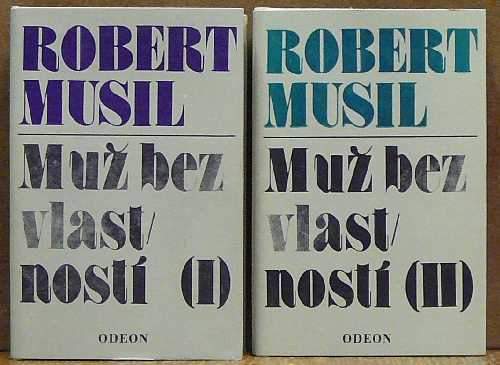 ROBERT
MUSIL
Muž bez
vlast/
ností (I)
ODEON
ROBERT
MUSIL
Muž bez
vlast/
ností (II)
ODEON